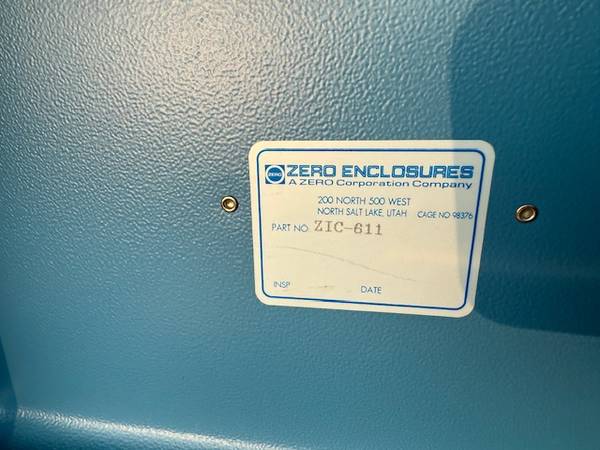 ZERO ZERO ENCLOSURES
A ZERO Corporation Company
200 NORTH 500 WEST
NORTH SALT LAKE, UTAH CAGE NO 98376
PART NO. ZIC-611
INSP DATE